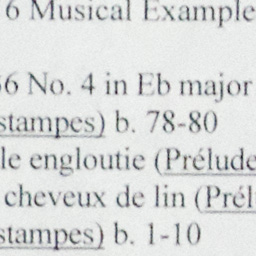 6 Musical Example
6 No. 4 in Eb major
stampes) b. 78-80
le engloutie (Prélude
cheveux de lin (Prél
stampes) b. 1-10